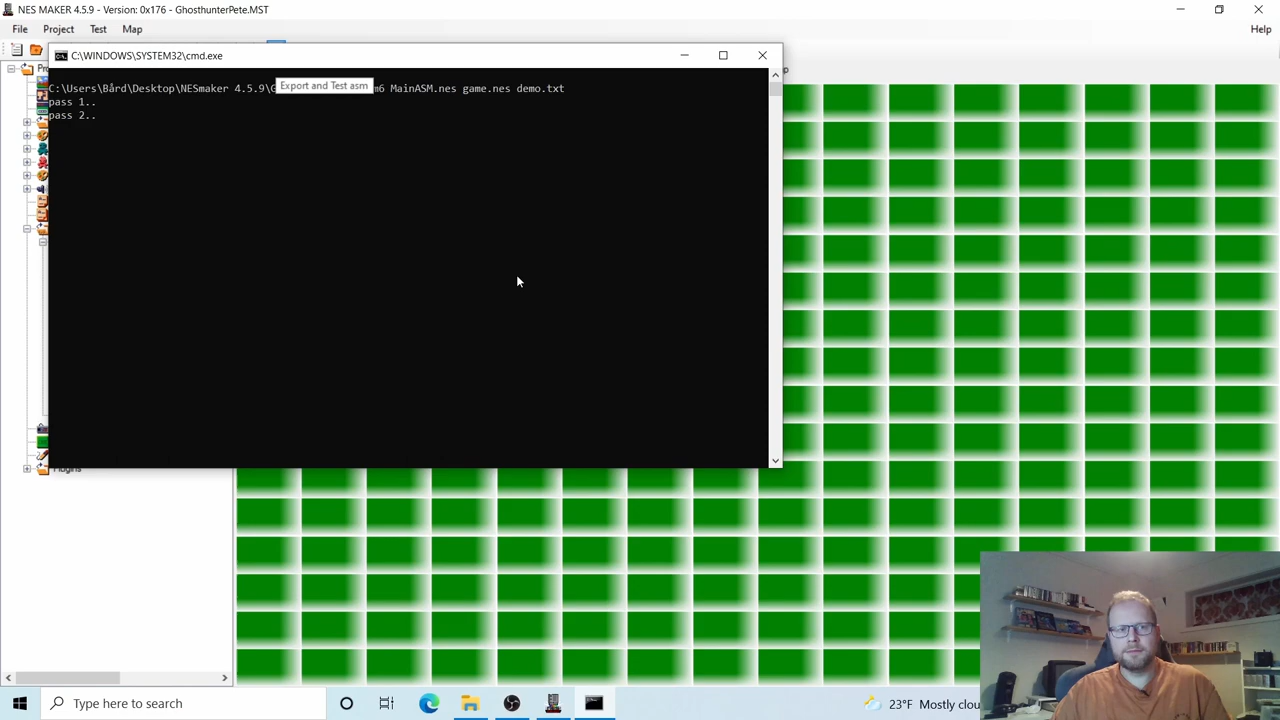 NES MAKER 4.5.9 - Version: 0x176 - GhosthunterPete.MST
File Project Test Map Help
C:\WINDOWS\SYSTEM32\cmd.exe
Export and Test asm
C:\Users\Bård\Desktop\NESmaker 4.5.9\G m6 MainASM.nes game.nes demo.txt
pass 1..
pass 2..
Plugins
Type here to search
23°F Mostly clou